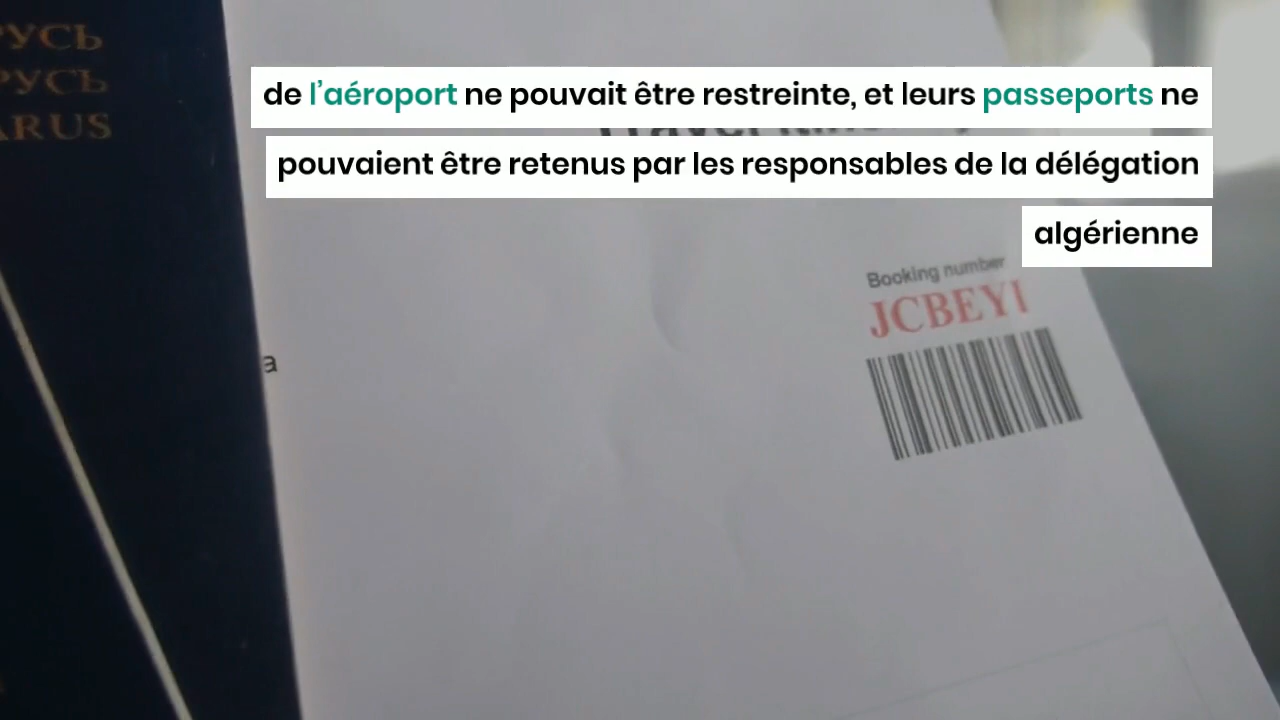 РУСЬ
РУСЬ
ARUS
de l’aéroport ne pouvait être restreinte, et leurs passeports ne
pouvaient être retenus par les responsables de la délégation
algérienne
Booking number
JCBEYI
a